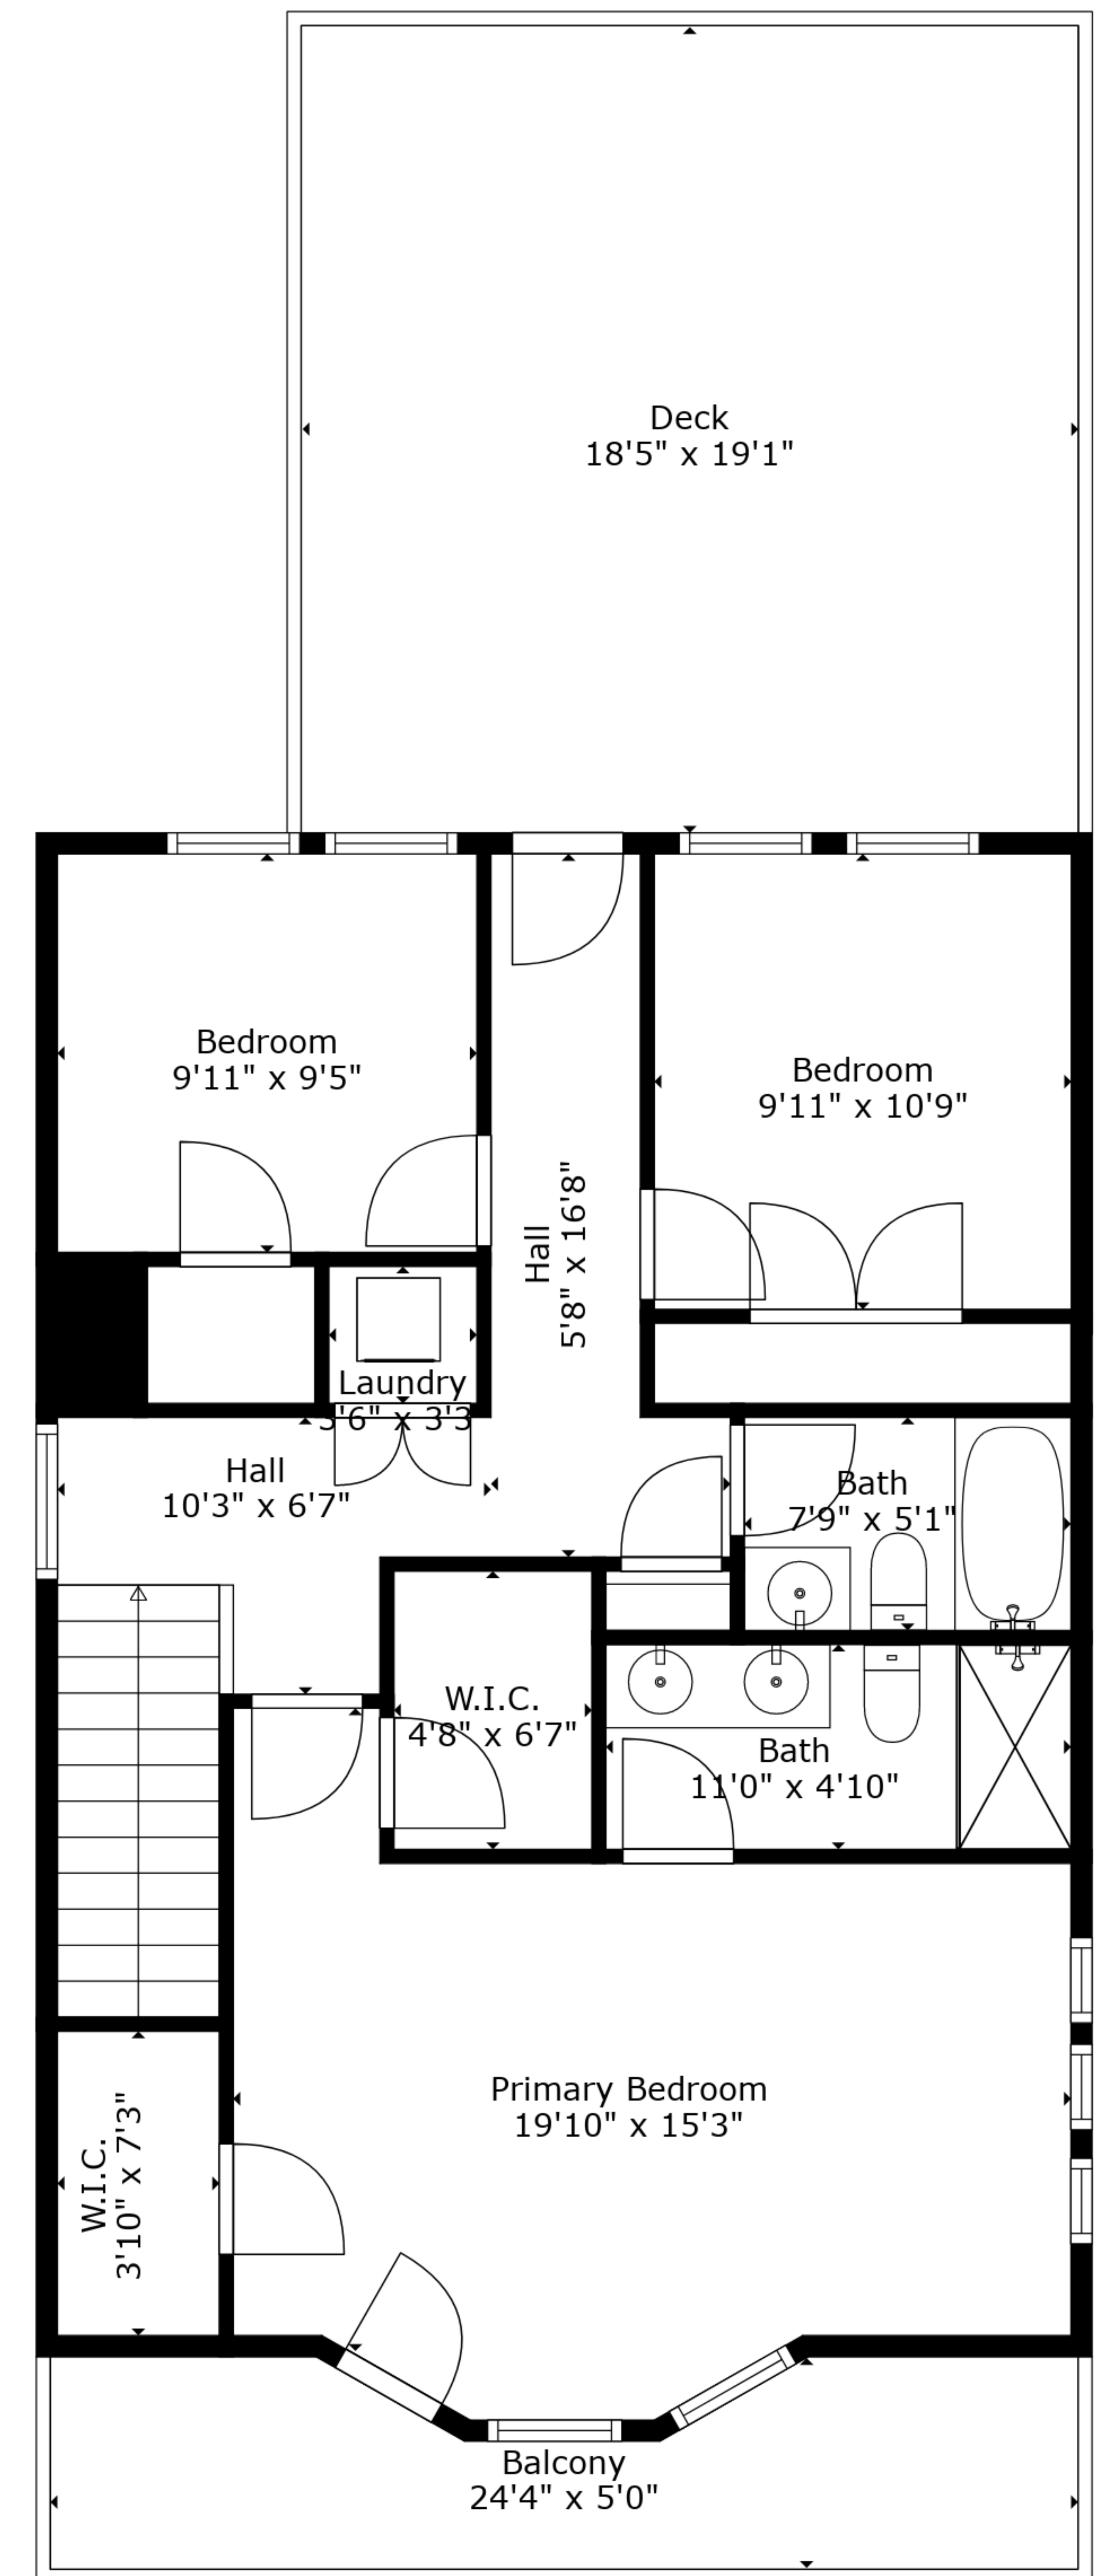 Deck
18'5" x 19'1"
Bedroom
9'11" x 9'5"
Bedroom
9'11" x 10'9"
Hall
5'8" x 16'8"
Laundry
3'6" x 3'3
Hall
10'3" x 6'7"
Bath
7'9" x 5'1"
W.I.C.
4'8" x 6'7"
Bath
11'0" x 4'10"
Primary Bedroom
19'10" x 15'3"
W.I.C.
3'10" x 7'3"
Balcony
24'4" x 5'0"